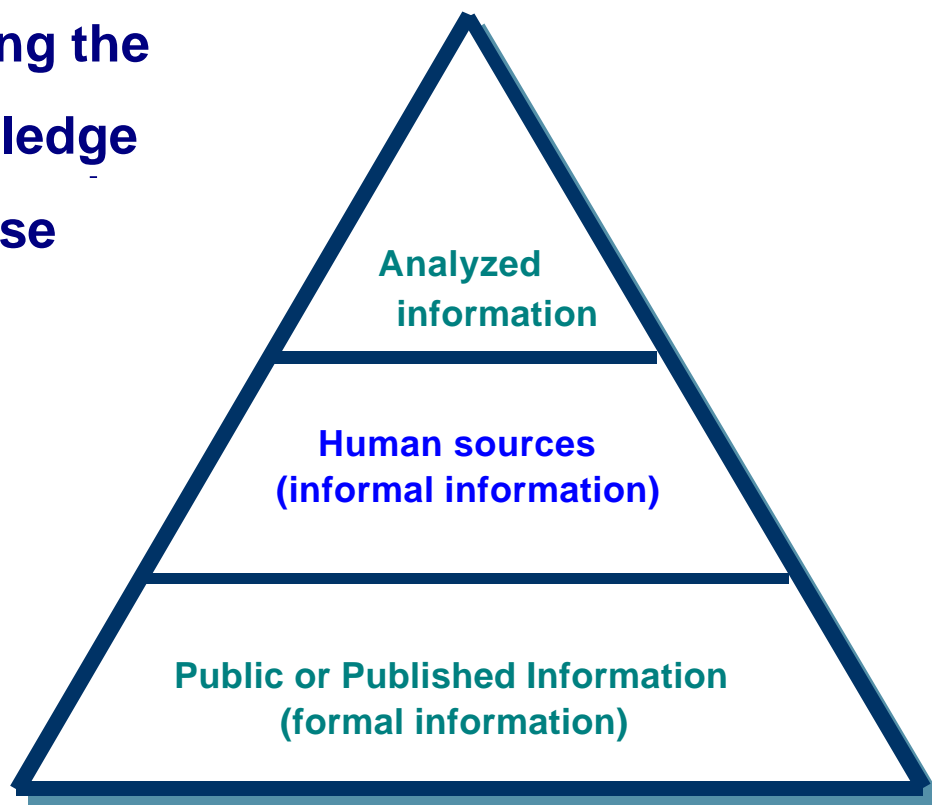 ng the
ledge
se
Analyzed
information
Human sources
(informal information)
Public or Published Information
(formal information)